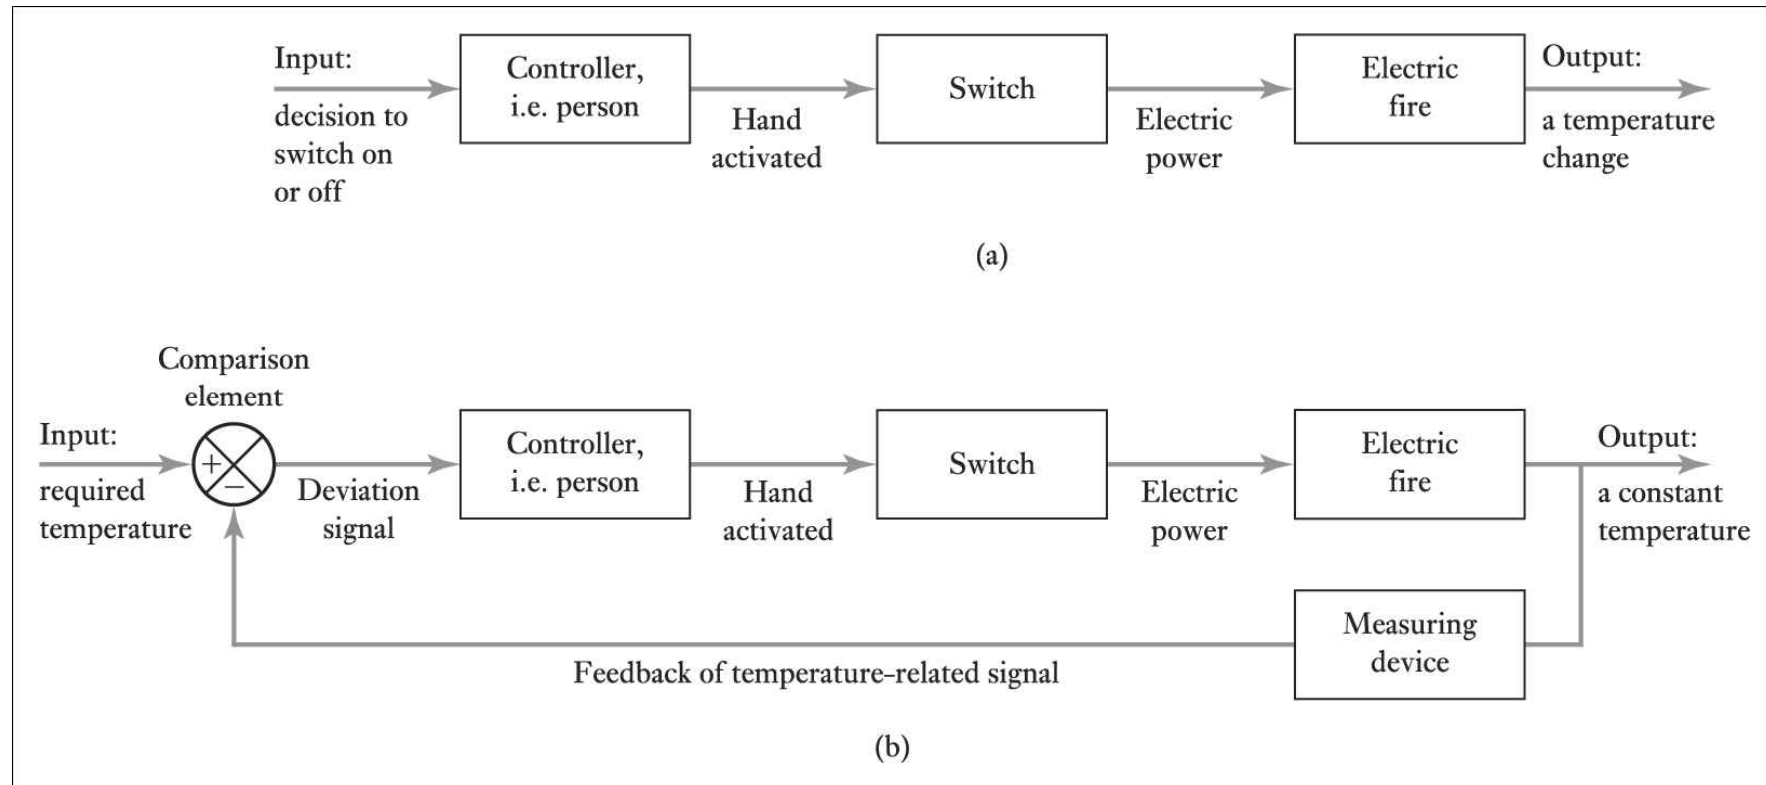 Input:
decision to
switch on
or off
Controller,
i.e. person
Hand
activated
Switch
Electric
power
Electric
fire
Output:
a temperature
change
(a)
Comparison
element
Input:
required
temperature
+
−
Deviation
signal
Controller,
i.e. person
Hand
activated
Switch
Electric
power
Electric
fire
Output:
a constant
temperature
Measuring
device
Feedback of temperature–related signal
(b)